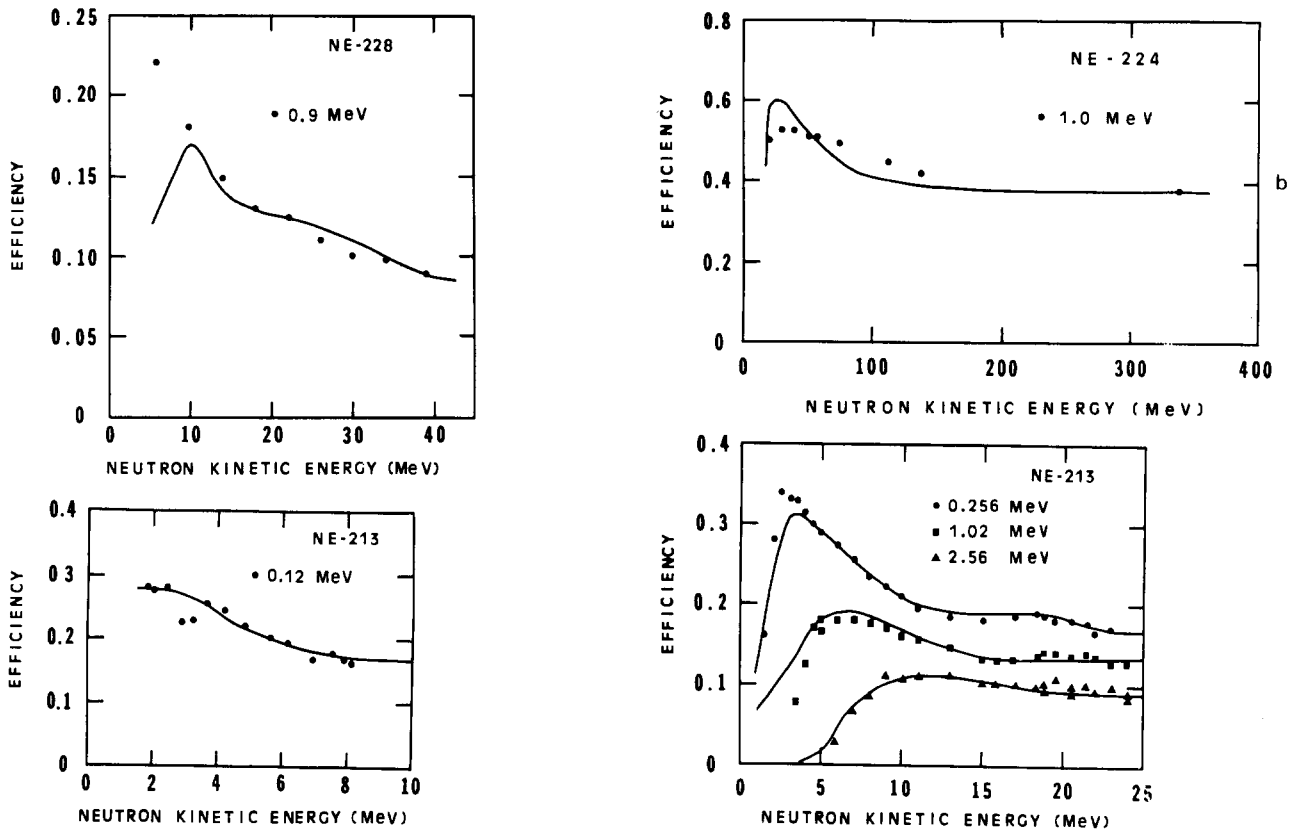 NE-228
0.9 MeV
0.25
0.20
0.15
0.10
0.05
0
EFFICIENCY
0 10 20 30 40
NEUTRON KINETIC ENERGY (MeV)
NE-224
1.0 MeV
0.8
0.6
0.4
0.2
0
EFFICIENCY
0 100 200 300 400
NEUTRON KINETIC ENERGY (MeV)
b
NE-213
0.12 MeV
0.4
0.3
0.2
0.1
0
EFFICIENCY
0 2 4 6 8 10
NEUTRON KINETIC ENERGY (MeV)
NE-213
0.256 MeV
1.02 MeV
2.56 MeV
0.4
0.3
0.2
0.1
0
EFFICIENCY
0 5 10 15 20 25
NEUTRON KINETIC ENERGY (MeV)